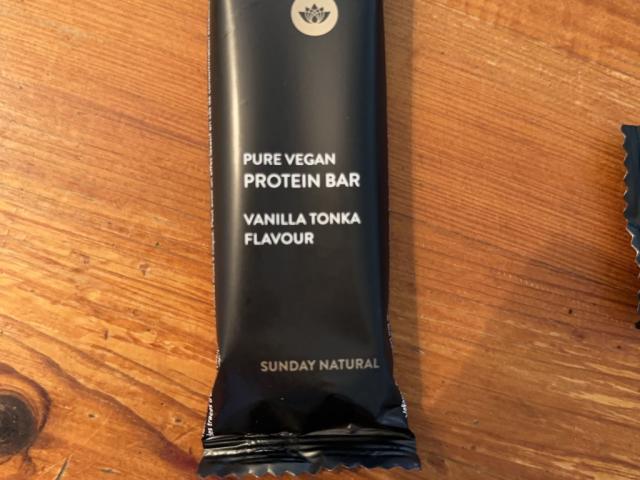 PURE VEGAN
PROTEIN BAR
VANILLA TONKA
FLAVOUR
SUNDAY NATURAL